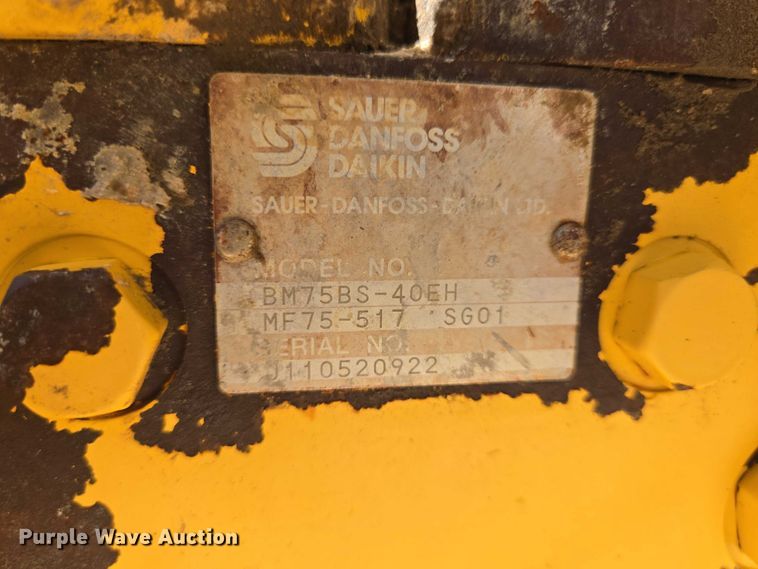 SAUER
DANFOSS
DAIKIN
SAUER-DANFOSS-DAIKIN LTD.
MODEL NO.
BM75BS-40EH
MF75-517 SG01
SERIAL NO.
J110520922
Purple Wave Auction